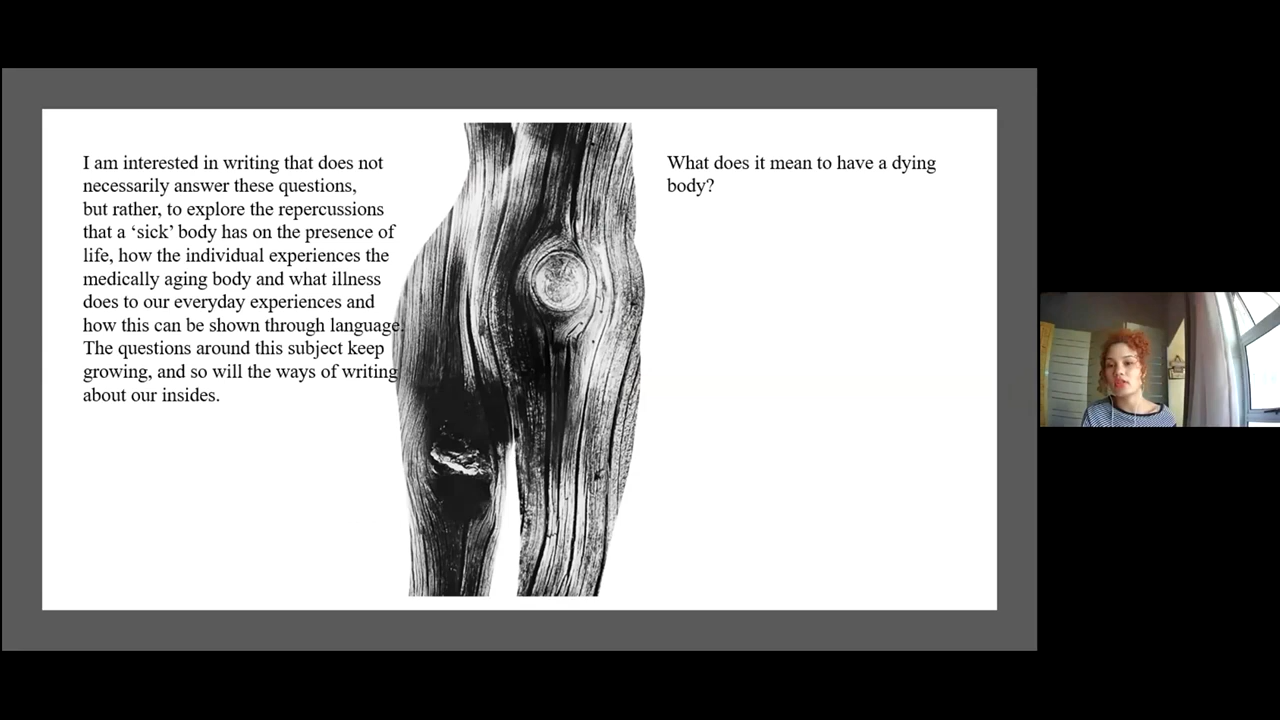 I am interested in writing that does not
necessarily answer these questions,
but rather, to explore the repercussions
that a ‘sick’ body has on the presence of
life, how the individual experiences the
medically aging body and what illness
does to our everyday experiences and
how this can be shown through language.
The questions around this subject keep
growing, and so will the ways of writing
about our insides.
What does it mean to have a dying
body?